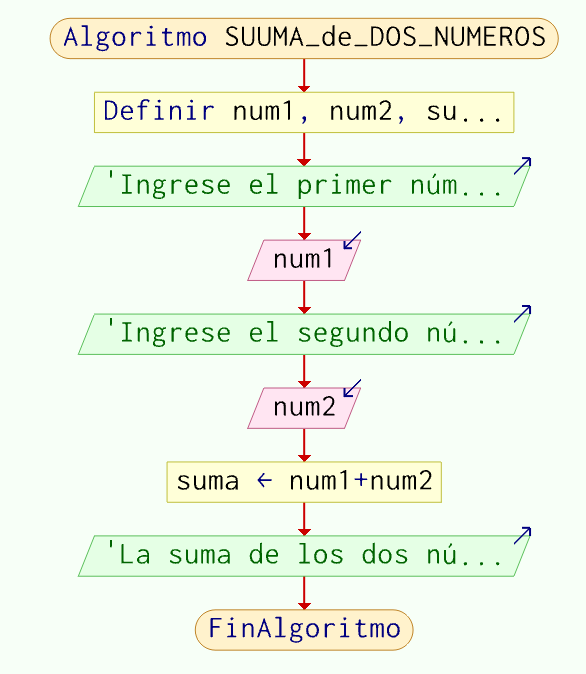 Algoritmo SUUMA_de_DOS_NUMEROS
Definir num1, num2, su...
'Ingrese el primer núm...
num1
'Ingrese el segundo nú...
num2
suma ← num1+num2
'La suma de los dos nú...
FinAlgoritmo